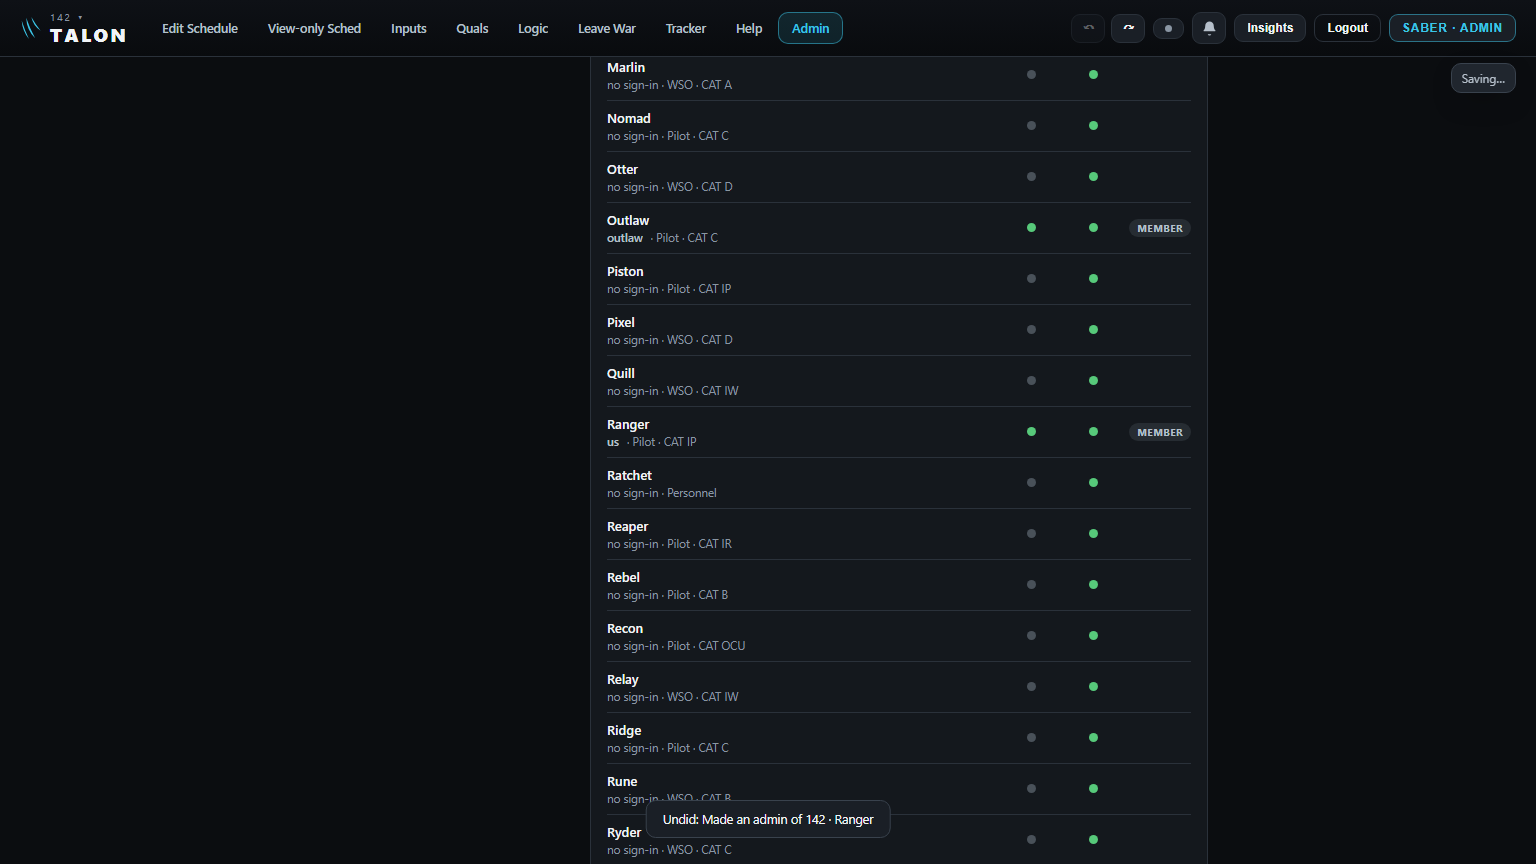 142 ▾
TALON
Edit Schedule
View-only Sched
Inputs
Quals
Logic
Leave War
Tracker
Help
Admin
Insights
Logout
SABER · ADMIN
Saving...
Marlin
no sign-in · WSO · CAT A
Nomad
no sign-in · Pilot · CAT C
Otter
no sign-in · WSO · CAT D
Outlaw
outlaw · Pilot · CAT C
MEMBER
Piston
no sign-in · Pilot · CAT IP
Pixel
no sign-in · WSO · CAT D
Quill
no sign-in · WSO · CAT IW
Ranger
us · Pilot · CAT IP
MEMBER
Ratchet
no sign-in · Personnel
Reaper
no sign-in · Pilot · CAT IR
Rebel
no sign-in · Pilot · CAT B
Recon
no sign-in · Pilot · CAT OCU
Relay
no sign-in · WSO · CAT IW
Ridge
no sign-in · Pilot · CAT C
Rune
no sign-in · WSO · CAT B
Undid: Made an admin of 142 · Ranger
Ryder
no sign-in · WSO · CAT C